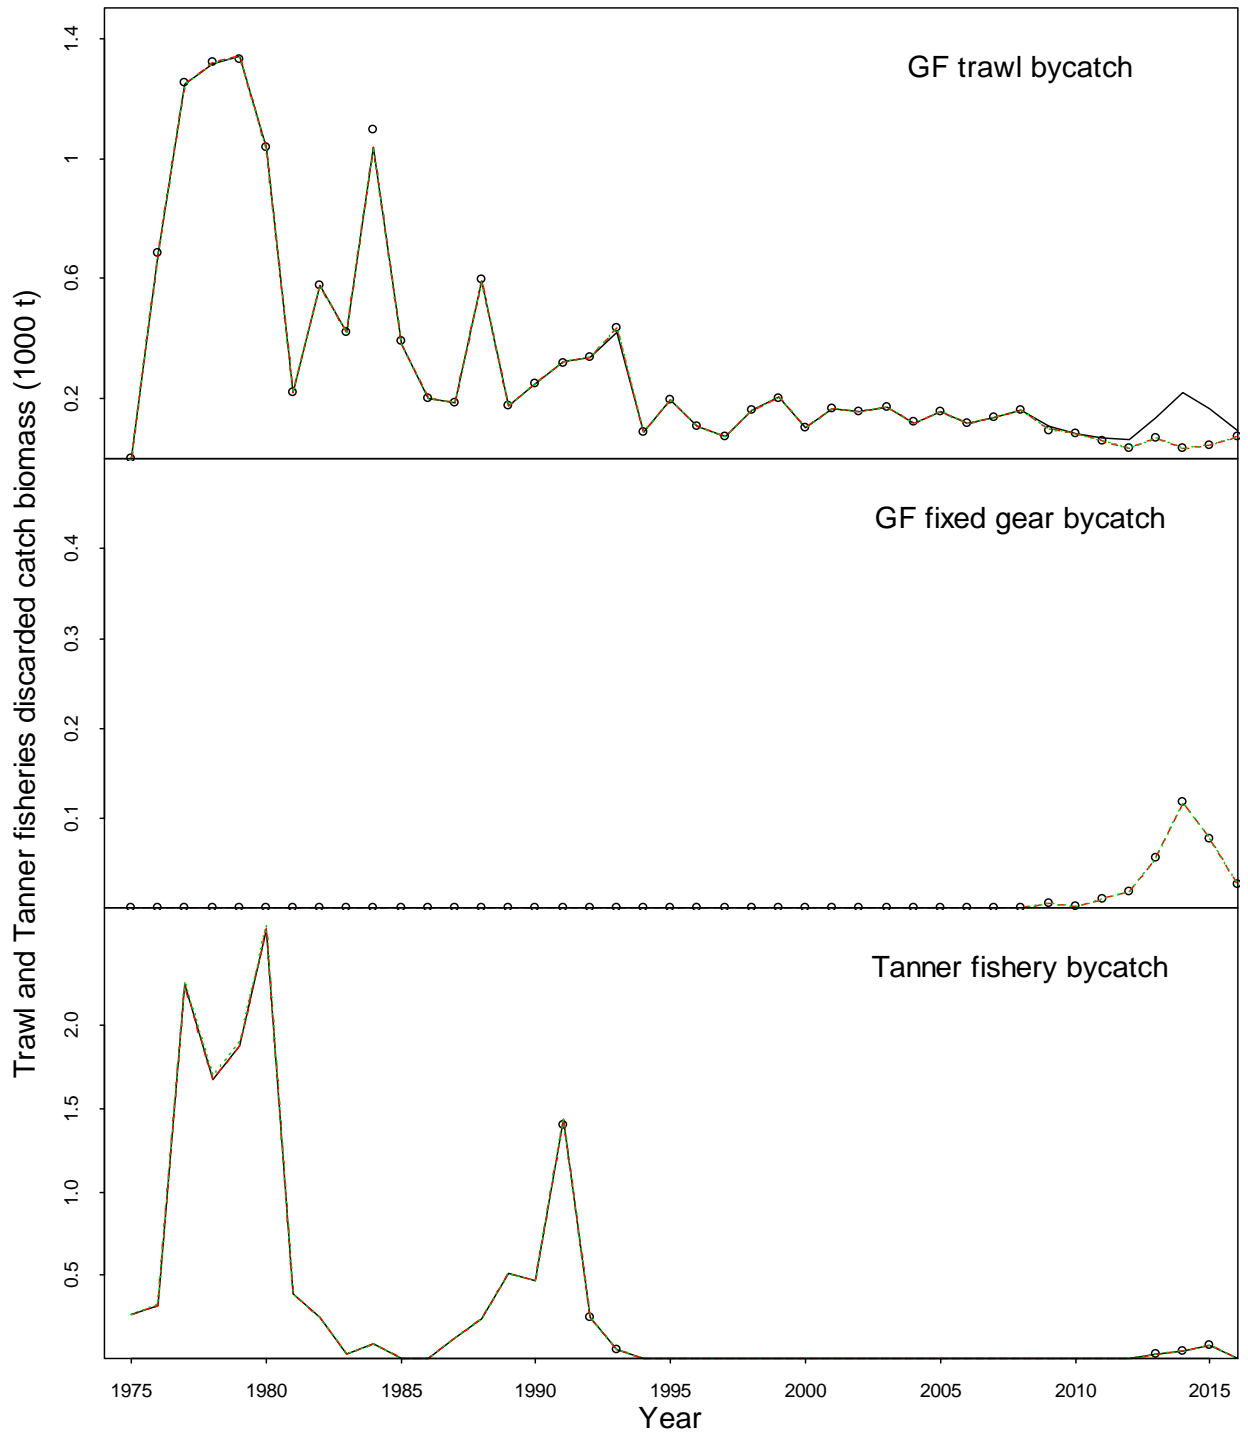 Trawl and Tanner fisheries discarded catch biomass (1000 t)
GF trawl bycatch
1.4
1
0.6
0.2
GF fixed gear bycatch
0.4
0.3
0.2
0.1
Tanner fishery bycatch
2.0
1.5
1.0
0.5
1975 1980 1985 1990 1995 2000 2005 2010 2015
Year